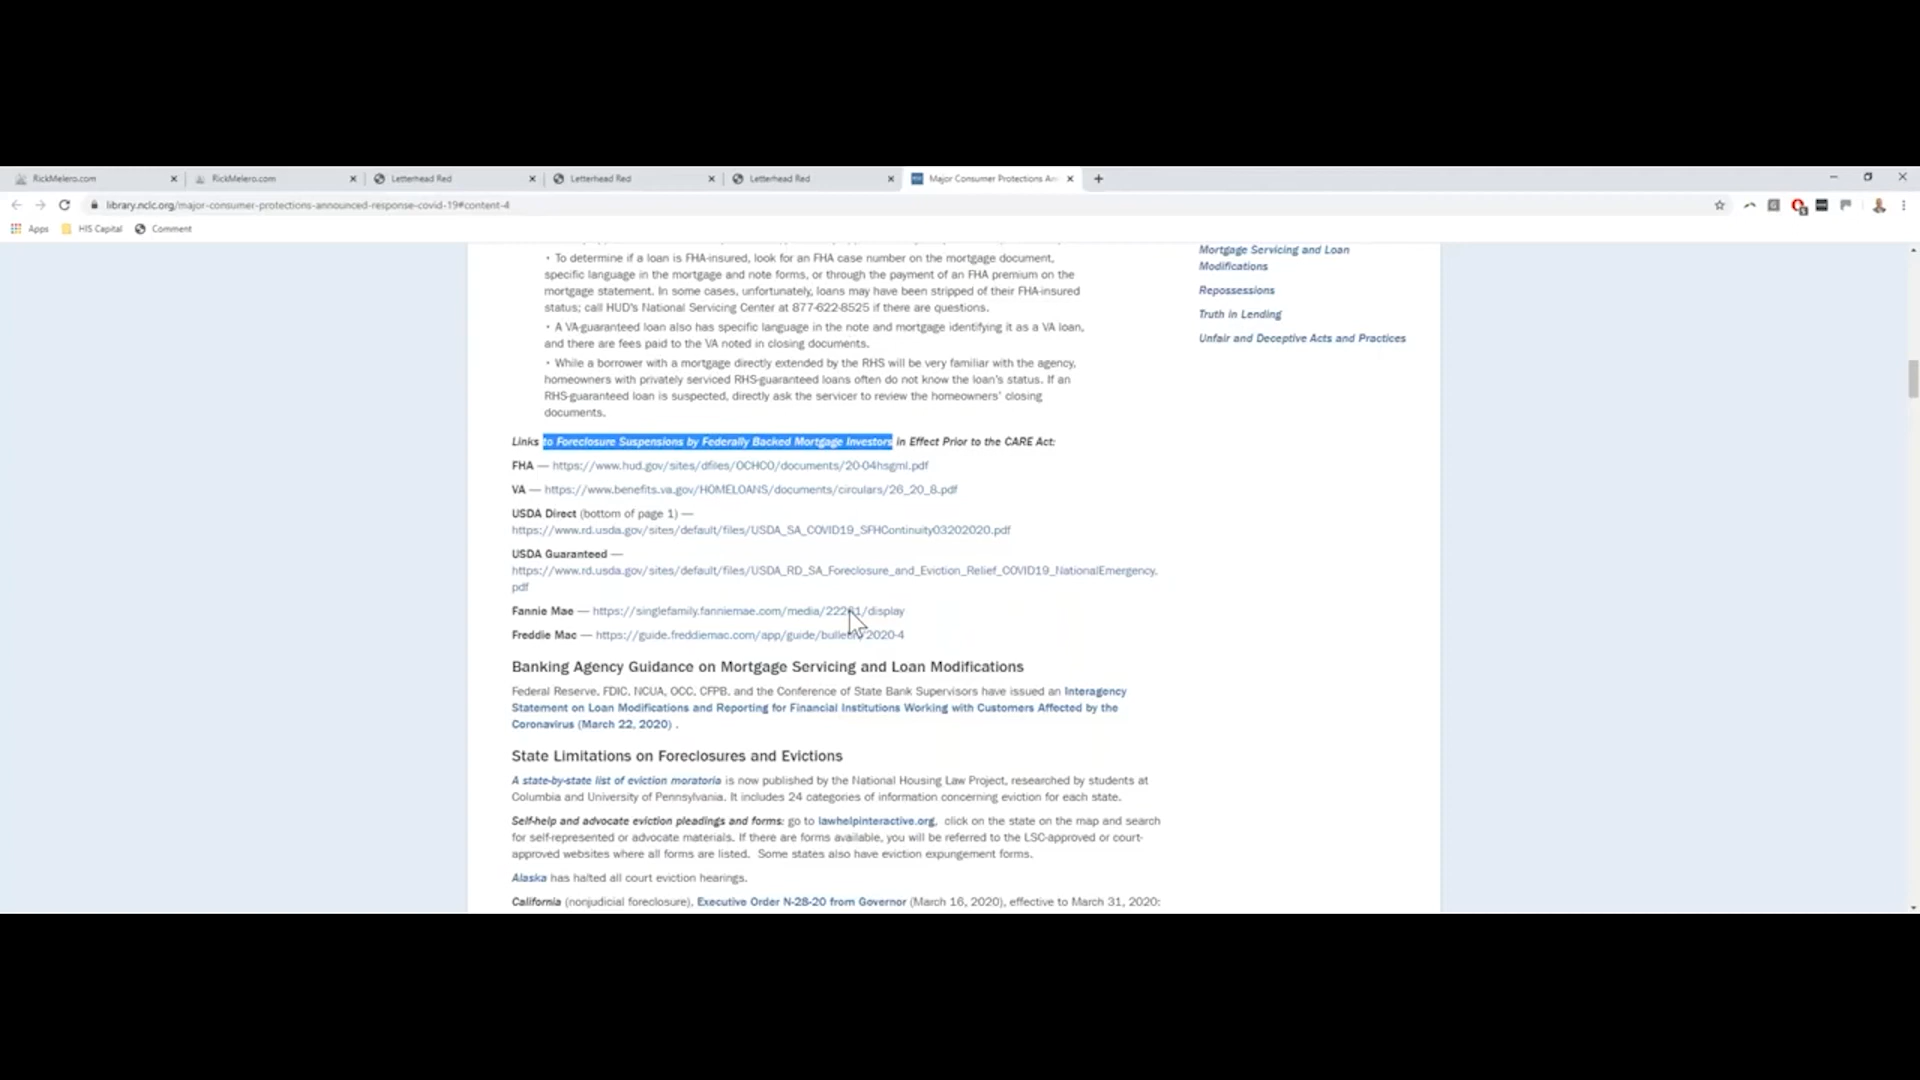 RickMelero.com
RickMelero.com
Letterhead Red
Letterhead Red
Letterhead Red
Major Consumer Protections An
library.nclc.org/major-consumer-protections-announced-response-covid-19#content-4
Apps
HIS Capital
Comment
• To determine if a loan is FHA-insured, look for an FHA case number on the mortgage document,
specific language in the mortgage and note forms, or through the payment of an FHA premium on the
mortgage statement. In some cases, unfortunately, loans may have been stripped of their FHA-insured
status; call HUD's National Servicing Center at 877-622-8525 if there are questions.
• A VA-guaranteed loan also has specific language in the note and mortgage identifying it as a VA loan,
and there are fees paid to the VA noted in closing documents.
• While a borrower with a mortgage directly extended by the RHS will be very familiar with the agency,
homeowners with privately serviced RHS-guaranteed loans often do not know the loan's status. If an
RHS-guaranteed loan is suspected, directly ask the servicer to review the homeowners' closing
documents.
Links to Foreclosure Suspensions by Federally Backed Mortgage Investors in Effect Prior to the CARE Act:
FHA — https://www.hud.gov/sites/dfiles/OCHCO/documents/20-04hsgml.pdf
VA — https://www.benefits.va.gov/HOMELOANS/documents/circulars/26_20_8.pdf
USDA Direct (bottom of page 1) —
https://www.rd.usda.gov/sites/default/files/USDA_SA_COVID19_SFHContinuity03202020.pdf
USDA Guaranteed —
https://www.rd.usda.gov/sites/default/files/USDA_RD_SA_Foreclosure_and_Eviction_Relief_COVID19_NationalEmergency.
pdf
Fannie Mae —
Freddie Mac —
Banking Agency Guidance on Mortgage Servicing and Loan Modifications
Federal Reserve, FDIC, NCUA, OCC, CFPB, and the Conference of State Bank Supervisors have issued an Interagency
Statement on Loan Modifications and Reporting for Financial Institutions Working with Customers Affected by the
Coronavirus (March 22, 2020) .
State Limitations on Foreclosures and Evictions
A state-by-state list of eviction moratoria is now published by the National Housing Law Project, researched by students at
Columbia and University of Pennsylvania. It includes 24 categories of information concerning eviction for each state.
Self-help and advocate eviction pleadings and forms: go to lawhelpinteractive.org, click on the state on the map and search
for self-represented or advocate materials. If there are forms available, you will be referred to the LSC-approved or court-
approved websites where all forms are listed. Some states also have eviction expungement forms.
Alaska has halted all court eviction hearings.
California (nonjudicial foreclosure), Executive Order N-28-20 from Governor (March 16, 2020), effective to March 31, 2020:
Mortgage Servicing and Loan
Modifications
Repossessions
Truth in Lending
Unfair and Deceptive Acts and Practices